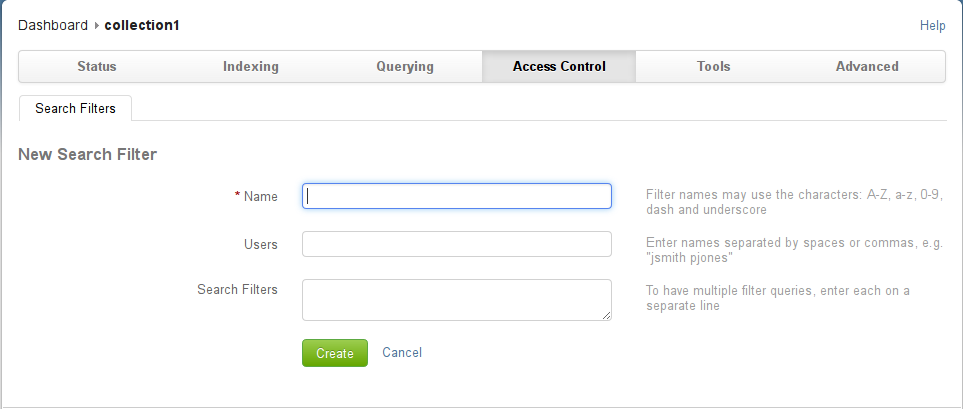 Dashboard collection1 Help
Status Indexing Querying Access Control Tools Advanced
Search Filters
New Search Filter
* Name
Filter names may use the characters: A-Z, a-z, 0-9,
dash and underscore
Users
Enter names separated by spaces or commas, e.g.
"jsmith pjones"
Search Filters
To have multiple filter queries, enter each on a
separate line
Create Cancel